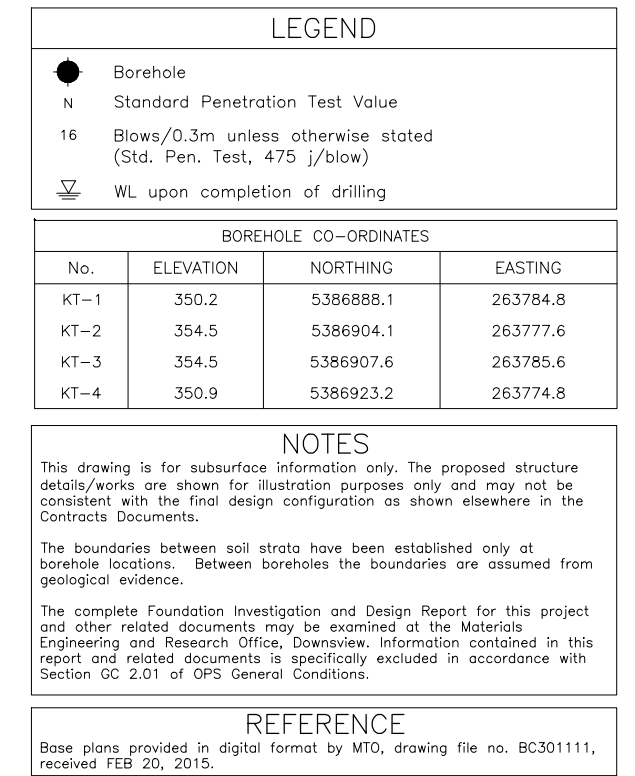 LEGEND
Borehole
N Standard Penetration Test Value
16 Blows/0.3m unless otherwise stated
(Std. Pen. Test, 475 j/blow)
WL upon completion of drilling
BOREHOLE CO-ORDINATES
No. ELEVATION NORTHING EASTING
KT-1 350.2 5386888.1 263784.8
KT-2 354.5 5386904.1 263777.6
KT-3 354.5 5386907.6 263785.6
KT-4 350.9 5386923.2 263774.8
NOTES
This drawing is for subsurface information only. The proposed structure
details/works are shown for illustration purposes only and may not be
consistent with the final design configuration as shown elsewhere in the
Contracts Documents.
The boundaries between soil strata have been established only at
borehole locations. Between boreholes the boundaries are assumed from
geological evidence.
The complete Foundation Investigation and Design Report for this project
and other related documents may be examined at the Materials
Engineering and Research Office, Downsview. Information contained in this
report and related documents is specifically excluded in accordance with
Section GC 2.01 of OPS General Conditions.
REFERENCE
Base plans provided in digital format by MTO, drawing file no. BC301111,
received FEB 20, 2015.